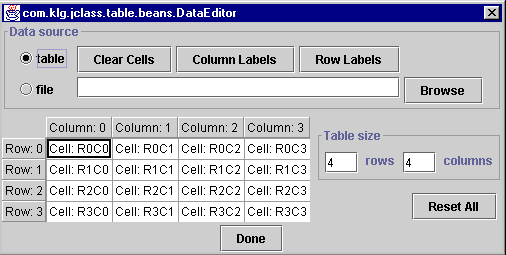 com.klg.jclass.table.beans.DataEditor
Data source
table Clear Cells Column Labels Row Labels
file Browse
Column: 0 Column: 1 Column: 2 Column: 3
Row: 0 Cell: R0C0 Cell: R0C1 Cell: R0C2 Cell: R0C3
Row: 1 Cell: R1C0 Cell: R1C1 Cell: R1C2 Cell: R1C3
Row: 2 Cell: R2C0 Cell: R2C1 Cell: R2C2 Cell: R2C3
Row: 3 Cell: R3C0 Cell: R3C1 Cell: R3C2 Cell: R3C3
Table size
4 rows 4 columns
Reset All
Done